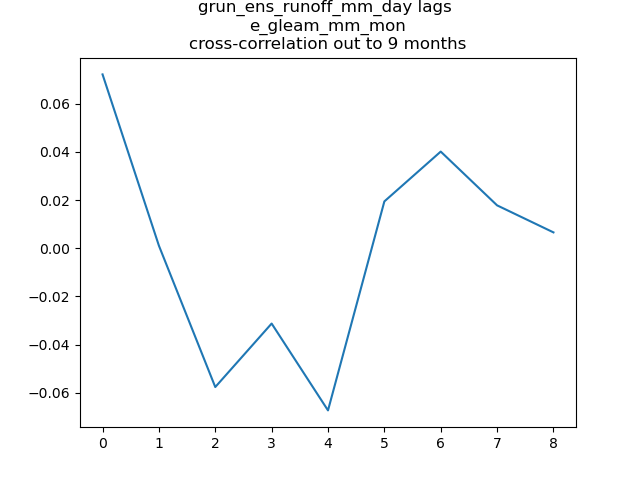 grun_ens_runoff_mm_day lags
e_gleam_mm_mon
cross-correlation out to 9 months
0.06
0.04
0.02
0.00
−0.02
−0.04
−0.06
0 1 2 3 4 5 6 7 8